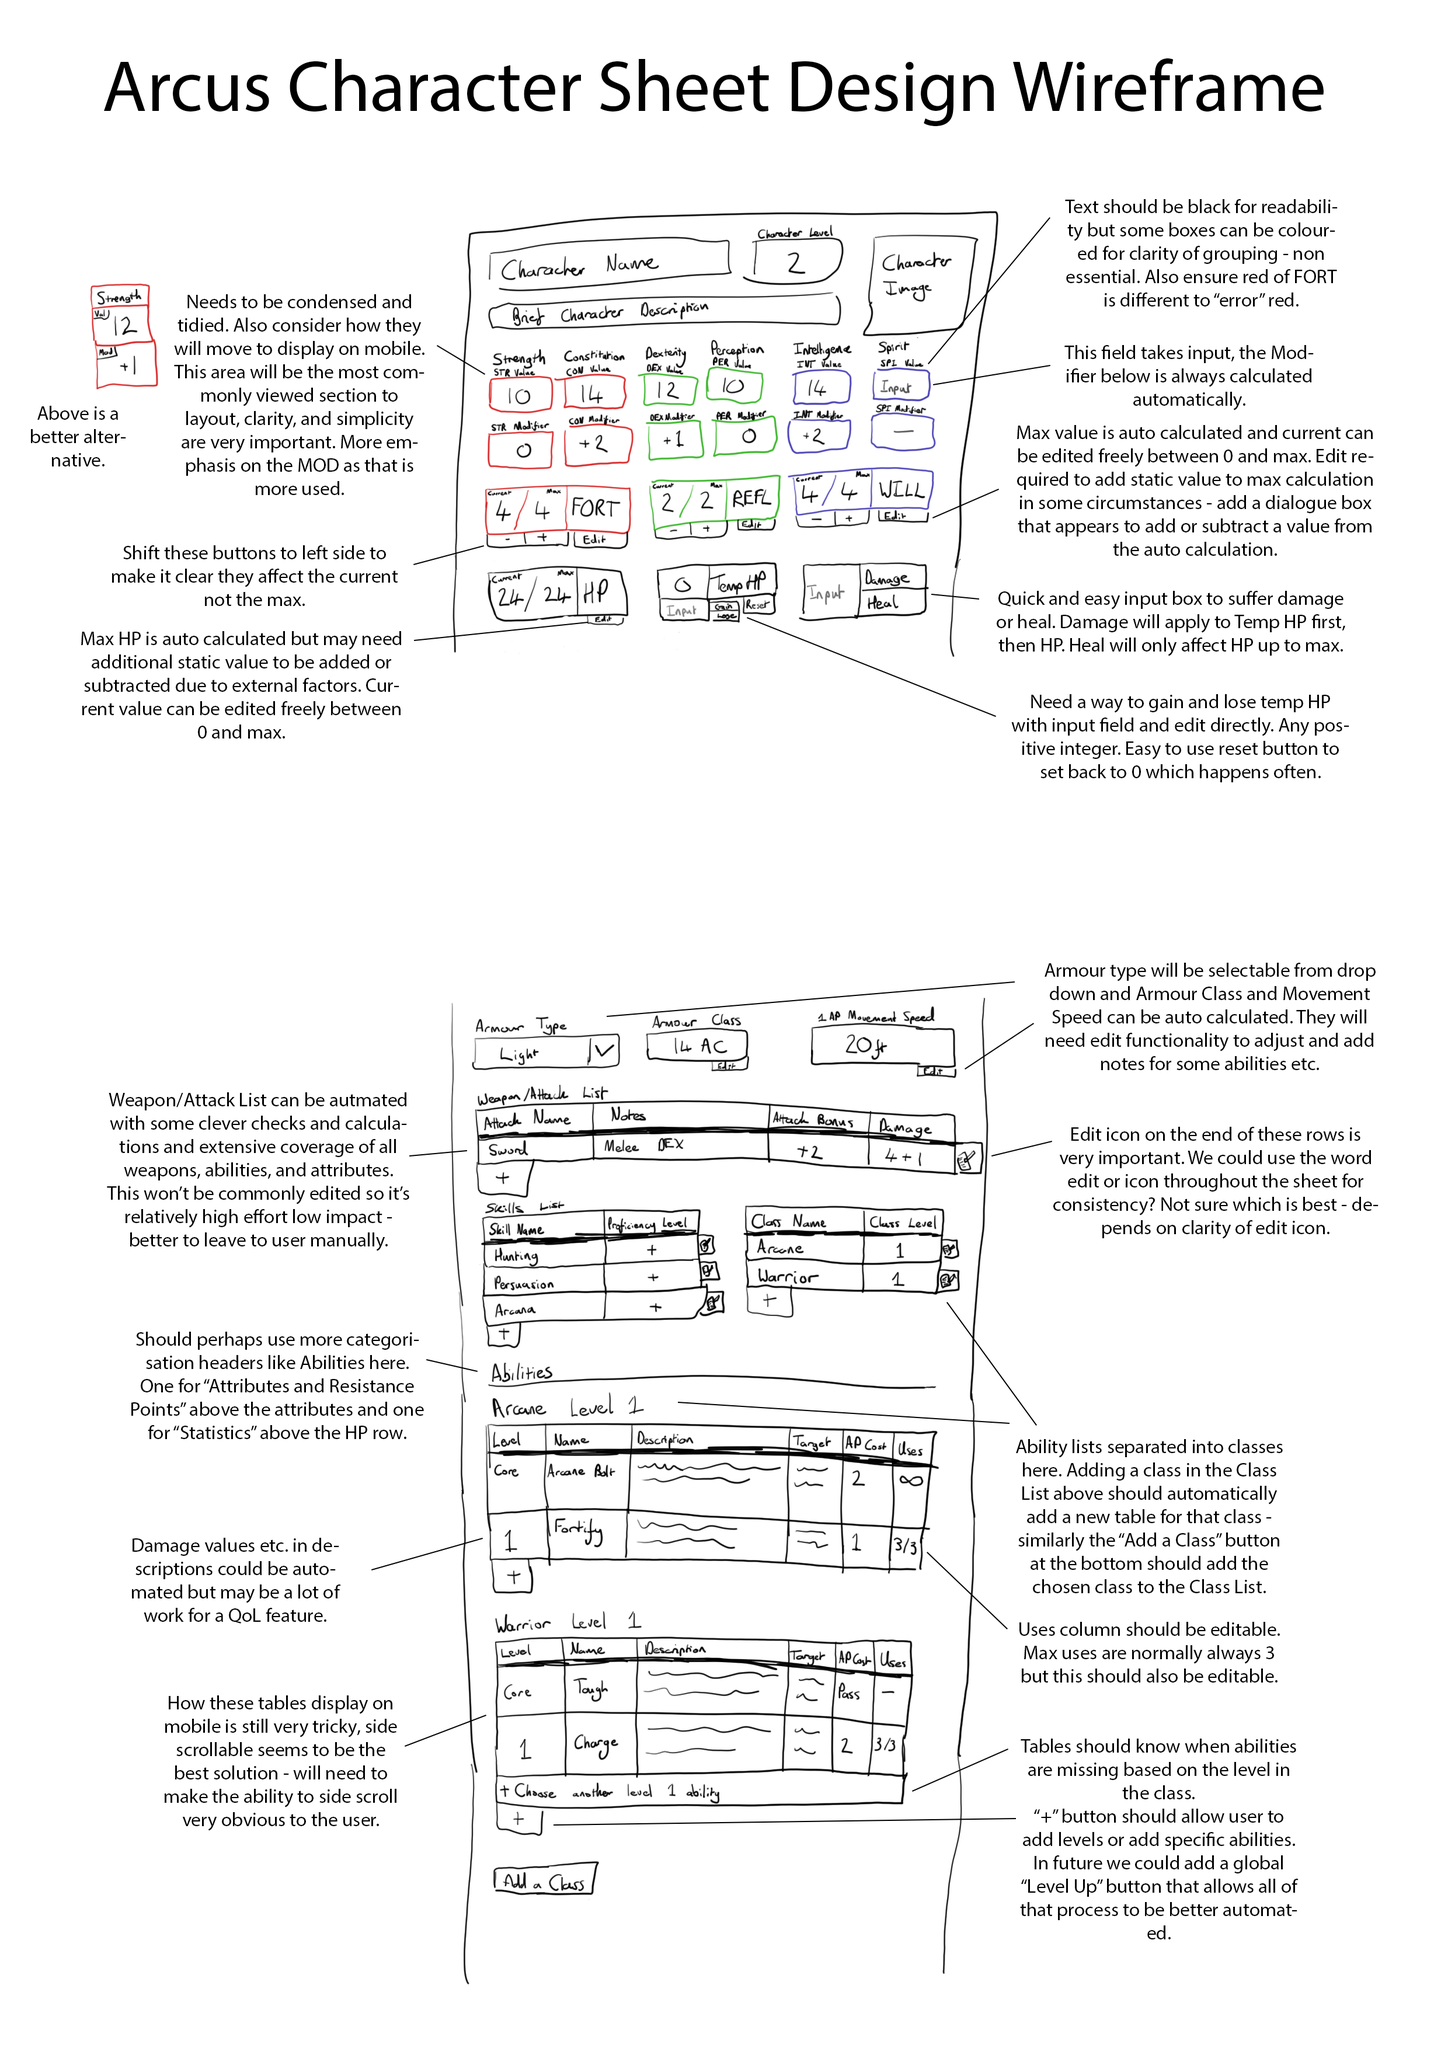 Arcus Character Sheet Design Wireframe
Text should be black for readabili-
ty but some boxes can be colour-
ed for clarity of grouping - non
essential. Also ensure red of FORT
is different to “error” red.
Strength
Val
12
Mod
+1
Above is a
better alter-
native.
Needs to be condensed and
tidied. Also consider how they
will move to display on mobile.
This area will be the most com-
monly viewed section to
layout, clarity, and simplicity
are very important. More em-
phasis on the MOD as that is
more used.
Character Name
Character Level
2
Character
Image
Brief Character Description
Strength Constitution Dexterity Perception Intelligence Spirit
STR Value CON Value DEX Value PER Value INT Value SPI Value
10 14 12 10 14 Input
STR Modifier CON Modifier DEX Modifier PER Modifier INT Modifier SPI Modifier
0 +2 +1 0 +2 —
Current Max Current Max Current Max
4/4 FORT 2/2 REFL 4/4 WILL
- + Edit - + Edit - + Edit
Current Max
24/24 HP
Edit
0 Temp HP
Input Gain Reset
Lose
Input Damage
Heal
This field takes input, the Mod-
ifier below is always calculated
automatically.
Max value is auto calculated and current can
be edited freely between 0 and max. Edit re-
quired to add static value to max calculation
in some circumstances - add a dialogue box
that appears to add or subtract a value from
the auto calculation.
Shift these buttons to left side to
make it clear they affect the current
not the max.
Quick and easy input box to suffer damage
or heal. Damage will apply to Temp HP first,
then HP. Heal will only affect HP up to max.
Max HP is auto calculated but may need
additional static value to be added or
subtracted due to external factors. Cur-
rent value can be edited freely between
0 and max.
Need a way to gain and lose temp HP
with input field and edit directly. Any pos-
itive integer. Easy to use reset button to
set back to 0 which happens often.
Armour type will be selectable from drop
down and Armour Class and Movement
Speed can be auto calculated. They will
need edit functionality to adjust and add
notes for some abilities etc.
Armour Type Armour Class 1 AP Movement Speed
Light 14 AC 20ft
Edit Edit
Weapon/Attack List can be autmated
with some clever checks and calcula-
tions and extensive coverage of all
weapons, abilities, and attributes.
This won’t be commonly edited so it’s
relatively high effort low impact -
better to leave to user manually.
Weapon/Attack List
Attack Name Notes Attack Bonus Damage
Sword Melee DEX +2 4+1
+
Edit icon on the end of these rows is
very important. We could use the word
edit or icon throughout the sheet for
consistency? Not sure which is best - de-
pends on clarity of edit icon.
Skills List
Skill Name Proficiency Level
Hunting +
Persuasion +
Arcana +
+
Class Name Class Level
Arcane 1
Warrior 1
+
Should perhaps use more categori-
sation headers like Abilities here.
One for “Attributes and Resistance
Points” above the attributes and one
for “Statistics” above the HP row.
Abilities
Arcane Level 1
Level Name Description Target AP Cost Uses
Core Arcane Bolt 2 ∞
1 Fortify 1 3/3
+
Ability lists separated into classes
here. Adding a class in the Class
List above should automatically
add a new table for that class -
similarly the “Add a Class” button
at the bottom should add the
chosen class to the Class List.
Damage values etc. in de-
scriptions could be auto-
mated but may be a lot of
work for a QoL feature.
Uses column should be editable.
Max uses are normally always 3
but this should also be editable.
Warrior Level 1
Level Name Description Target AP Cost Uses
Core Tough Pass —
1 Charge 2 3/3
+ Choose another level 1 ability
+
How these tables display on
mobile is still very tricky, side
scrollable seems to be the
best solution - will need to
make the ability to side scroll
very obvious to the user.
Tables should know when abilities
are missing based on the level in
the class.
“+” button should allow user to
add levels or add specific abilities.
In future we could add a global
“Level Up” button that allows all of
that process to be better automat-
ed.
Add a Class